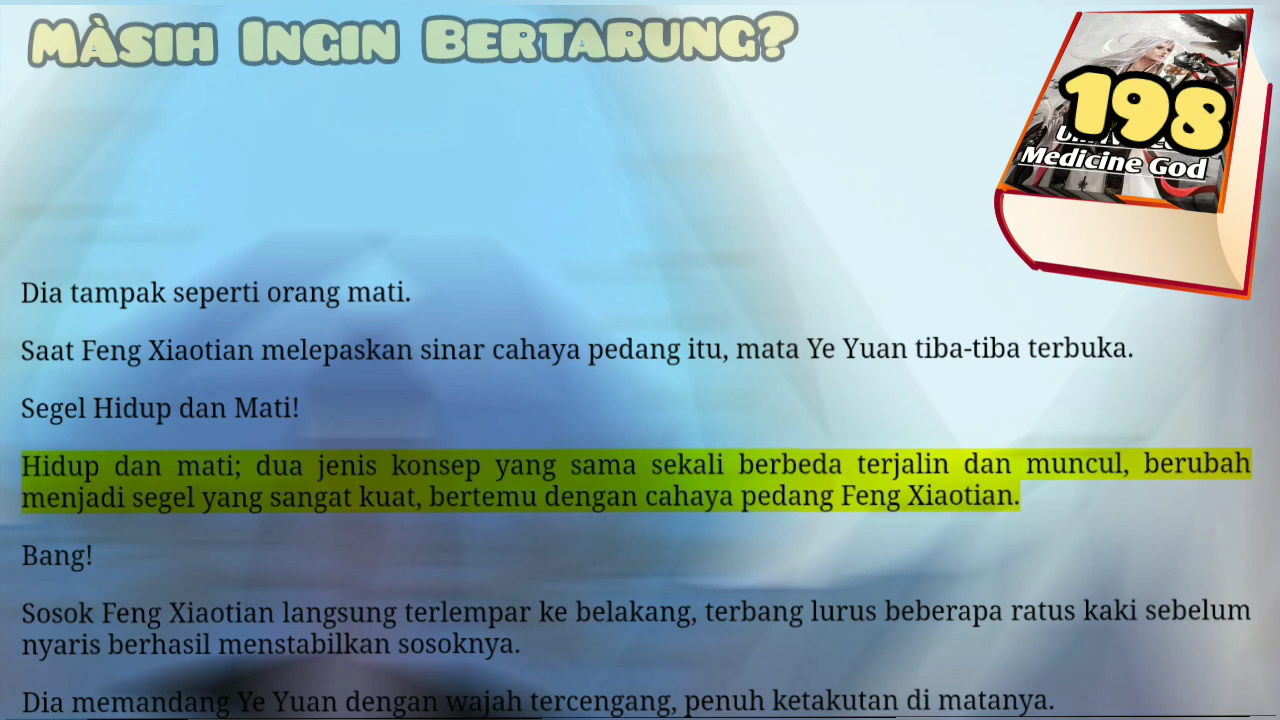 Màsih Ingin Bertarung?
198
Medicine God
Dia tampak seperti orang mati.
Saat Feng Xiaotian melepaskan sinar cahaya pedang itu, mata Ye Yuan tiba-tiba terbuka.
Segel Hidup dan Mati!
Hidup dan mati; dua jenis konsep yang sama sekali berbeda terjalin dan muncul, berubah
menjadi segel yang sangat kuat, bertemu dengan cahaya pedang Feng Xiaotian.
Bang!
Sosok Feng Xiaotian langsung terlempar ke belakang, terbang lurus beberapa ratus kaki sebelum
nyaris berhasil menstabilkan sosoknya.
Dia memandang Ye Yuan dengan wajah tercengang, penuh ketakutan di matanya.